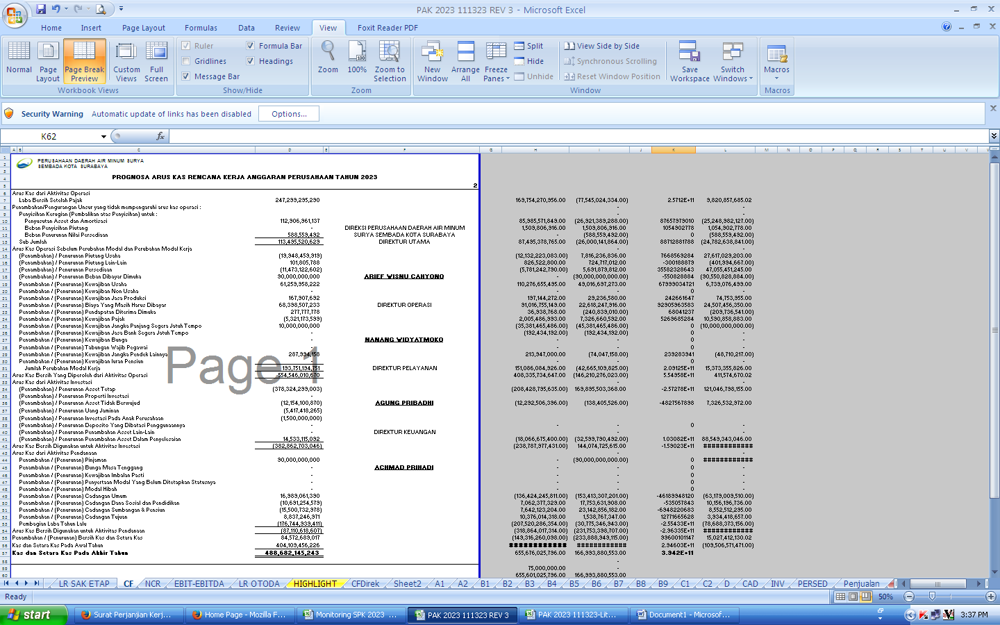 PAK 2023 111323 REV 3 - Microsoft Excel
Home Insert Page Layout Formulas Data Review View Foxit Reader PDF
Normal Page Layout Page Break Preview Custom Views Full Screen
Workbook Views
Ruler Formula Bar
Gridlines Headings
Message Bar
Show/Hide
Zoom 100% Zoom to Selection
Zoom
New Window Arrange All Freeze Panes
Split View Side by Side
Hide Synchronous Scrolling
Unhide Reset Window Position
Save Workspace Switch Windows
Window
Macros
Macros
Security Warning Automatic update of links has been disabled Options...
K62 fx
PERUSAHAAN DAERAH AIR MINUM SURYA
SEMBADA KOTA SURABAYA
PROGNOSA ARUS KAS RENCANA KERJA ANGGARAN PERUSAHAAN TAHUN 2023
2
Arus Kas dari Aktivitas Operasi
Laba Bersih Setelah Pajak 247,299,295,290 169,754,270,956.00 (77,545,024,334.00) 2.5712E+11 9,820,857,685.02
Penambahan/Pengurangan Unsur yang tidak mempengaruhi arus kas operasi : - -
Penyisihan Kerugian (Pembalikan atas Penyisihan) untuk : - -
Penyusutan Asset dan Amortisasi 112,906,961,137 85,985,571,849.00 (26,921,389,288.00) 87657979010 (25,248,982,127.00)
Beban Penyisihan Piutang - DIREKSI PERUSAHAAN DAERAH AIR MINUM 1,509,806,916.00 1,509,806,916.00 1054902778 1,054,902,778.00
Beban Penurunan Nilai Persediaan 588,559,492 SURYA SEMBADA KOTA SURABAYA - (588,559,492.00) 0 (588,559,492.00)
Sub Jumlah 113,495,520,629 DIREKTUR UTAMA 87,495,378,765.00 (26,000,141,864.00) 88712881788 (24,782,638,841.00)
Arus Kas Operasi Sebelum Perubahan Modal dan Perubahan Modal Kerja - -
(Penambahan) / Penurunan Piutang Usaha (19,948,459,919) (12,132,223,083.00) 7,816,236,836.00 7668569284 27,617,029,203.00
(Penambahan) / Penurunan Piutang Lain-Lain 101,805,788 826,522,800.00 724,717,012.00 -300188879 (401,994,667.00)
(Penambahan) / Penurunan Persediaan (11,473,122,602) (5,781,242,790.00) 5,691,879,812.00 35582328643 47,055,451,245.00
(Penambahan) / Penurunan Beban Dibayar Dimuka 90,000,000,000 ARIEF WISNU CAHYONO - (90,000,000,000.00) -550828884 (90,550,828,884.00)
Penambahan / (Penurunan) Kewajiban Usaha 61,259,958,222 110,276,655,495.00 49,016,697,273.00 67999034721 6,739,076,499.00
Penambahan / (Penurunan) Kewajiban Non Usaha - - 0 -
Penambahan / (Penurunan) Kewajiban Jasa Produksi 167,907,692 197,144,272.00 29,236,580.00 242661647 74,753,955.00
Penambahan / (Penurunan) Biaya Yang Masih Harus Dibayar 68,398,507,233 DIREKTUR OPERASI 91,016,755,149.00 22,618,247,916.00 92905963583 24,507,456,350.00
Penambahan / (Penurunan) Pendapatan Diterima Dimuka 277,777,778 36,938,768.00 (240,839,010.00) 68041237 (209,736,541.00)
Penambahan / (Penurunan) Kewajiban Pajak (5,321,173,599) 2,005,486,993.00 7,326,660,592.00 5269685284 10,590,858,883.00
Penambahan / (Penurunan) Kewajiban Jangka Panjang Segera Jatuh Tempo 10,000,000,000 (35,381,465,486.00) (45,381,465,486.00) 0 (10,000,000,000.00)
Penambahan / (Penurunan) Kewajiban Jasa Bank Segera Jatuh Tempo - (192,434,192.00) (192,434,192.00) 0 -
Penambahan / (Penurunan) Kewajiban Bunga - NANANG WIDYATMOKO - 0 -
Penambahan / (Penurunan) Tabungan Wajib Pegawai - - 0 -
Penambahan / (Penurunan) Kewajiban Jangka Pendek Lainnya 287,994,158 213,947,000.00 (74,047,158.00) 239283941 (48,710,217.00)
Penambahan / (Penurunan) Kewajiban Iuran Pensiun - - 0 -
Jumlah Perubahan Modal Kerja 193,751,194,751 DIREKTUR PELAYANAN 151,086,084,926.00 (42,665,109,825.00) 2.09125E+11 15,373,355,826.00
Arus Kas Bersih Yang Diperoleh dari Aktivitas Operasi 554,546,010,670 408,335,734,647.00 (146,210,276,023.00) 5.54958E+11 411,574,670.02
Page 1
Arus Kas dari Aktivitas Investasi - -
(Penambahan) / Penurunan Asset Tetap (378,324,299,003) (208,428,795,635.00) 169,895,503,368.00 -2.57278E+11 121,046,798,155.00
(Penambahan) / Penurunan Properti Investasi
(Penambahan) / Penurunan Asset Tidak Berwujud (12,154,100,870) AGUNG PRIBADHI (12,292,506,396.00) (138,405,526.00) -4827567898 7,326,532,972.00
(Penambahan) / Penurunan Uang Jaminan (5,417,418,265)
(Penambahan) / Penurunan Investasi Pada Anak Perusahaan (1,500,000,000)
(Penambahan) / Penurunan Deposito Yang Dibatasi Penggunaannya - - - 0 -
(Penambahan) / Penurunan Penambahan Asset Lain-Lain - DIREKTUR KEUANGAN - - -
(Penambahan) / Penurunan Penambahan Asset Dalam Penyelesaian 14,533,115,092 (18,066,675,400.00) (32,599,790,492.00) 1.03082E+11 88,549,343,046.00
Arus Kas Bersih Digunakan untuk Aktivitas Investasi (382,862,703,046) (238,787,977,431.00) 144,074,725,615.00 -1.59023E+11 ############
Arus Kas dari Aktivitas Pendanaan - -
Penambahan / (Penurunan) Pinjaman 90,000,000,000 - (90,000,000,000.00) 0 ############
Penambahan / (Penurunan) Bunga Masa Tenggang - ACHMAD PRIHADI - - 0 -
Penambahan / (Penurunan) Kewajiban Imbalan Pasti - - - 0 -
Penambahan / (Penurunan) Penyertaan Modal Yang Belum Ditetapkan Statusnya - - - 0 -
Penambahan / (Penurunan) Modal Hibah - - - 0 -
Penambahan / (Penurunan) Cadangan Umum 16,989,061,390 (136,424,245,811.00) (153,413,307,201.00) -46189948120 (63,179,009,510.00)
Penambahan / (Penurunan) Cadangan Dana Sosial dan Pendidikan (10,691,254,579) 7,062,377,329.00 17,753,631,908.00 -535057843 10,156,196,736.00
Penambahan / (Penurunan) Cadangan Sumbangan & Pensiun (15,500,732,978) 7,642,123,204.00 23,142,856,182.00 -6948220683 8,552,512,295.00
Penambahan / (Penurunan) Cadangan Tujuan 8,837,246,971 10,376,014,318.00 1,538,767,347.00 12771665628 3,934,418,657.00
Pembagian Laba Tahun Lalu (176,744,939,411) (207,520,286,354.00) (30,775,346,943.00) -2.55433E+11 (78,688,373,156.00)
Arus Kas Bersih Digunakan untuk Aktivitas Pendanaan (87,110,618,607) (318,864,017,314.00) (231,753,398,707.00) -2.96335E+11 ############
Penambahan / (Penurunan) Bersih Kas dan Setara Kas 84,572,689,017 (149,316,260,098.00) (233,888,949,115.00) 99600101147 15,027,412,130.02
Kas dan Setara Kas Pada Awal Tahun 404,109,456,226 ############ ############ 2.94603E+11 (109,506,571,471.00)
Kas dan Setara Kas Pada Akhir Tahun 488,682,145,243 655,676,025,796.00 166,993,880,553.00 3.942E+11
-
75,000,000.00 -
655,601,025,796.00 166,993,880,553.00
LR SAK ETAP CF NCR EBIT-EBITDA LR OTODA HIGHLIGHT CFDirek Sheet2 A1 A2 B1 B2 B3 B4 B5 B6 B7 B8 B9 C1 C2 D CAD INV PERSED Penjualan
Ready 50%
start Surat Perjanjian Kerj... Home Page - Mozilla F... Monitoring SPK 2023 ... PAK 2023 111323 REV 3 PAK 2023 111323-Lit... Document1 - Microsof... 3:37 PM